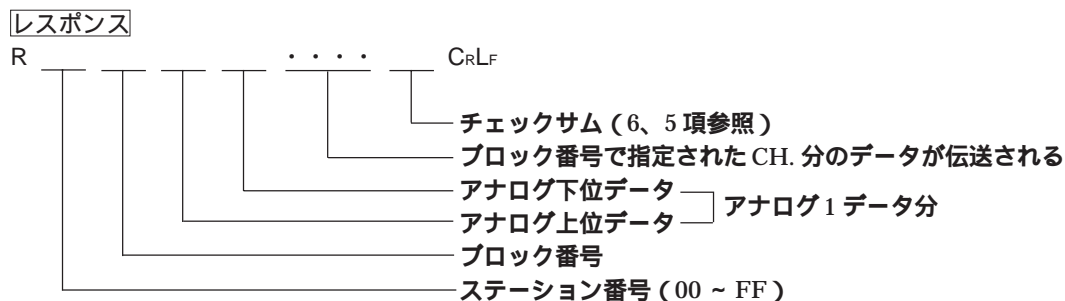 レスポンス
R ・・・・ CRLF
チェックサム（6、5項参照）
ブロック番号で指定されたCH.分のデータが伝送される
アナログ下位データ
アナログ1データ分
アナログ上位データ
ブロック番号
ステーション番号（00 ~ FF）